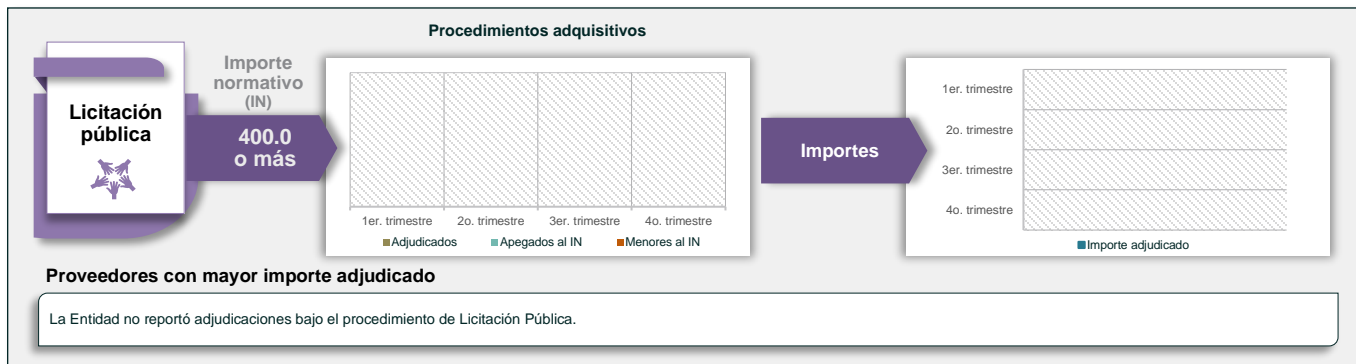 Procedimientos adquisitivos
Licitación
pública
Importe
normativo
(IN)
400.0
o más
1er. trimestre
2o. trimestre
3er. trimestre
4o. trimestre
Adjudicados
Apegados al IN
Menores al IN
Importes
1er. trimestre
2o. trimestre
3er. trimestre
4o. trimestre
Importe adjudicado
Proveedores con mayor importe adjudicado
La Entidad no reportó adjudicaciones bajo el procedimiento de Licitación Pública.